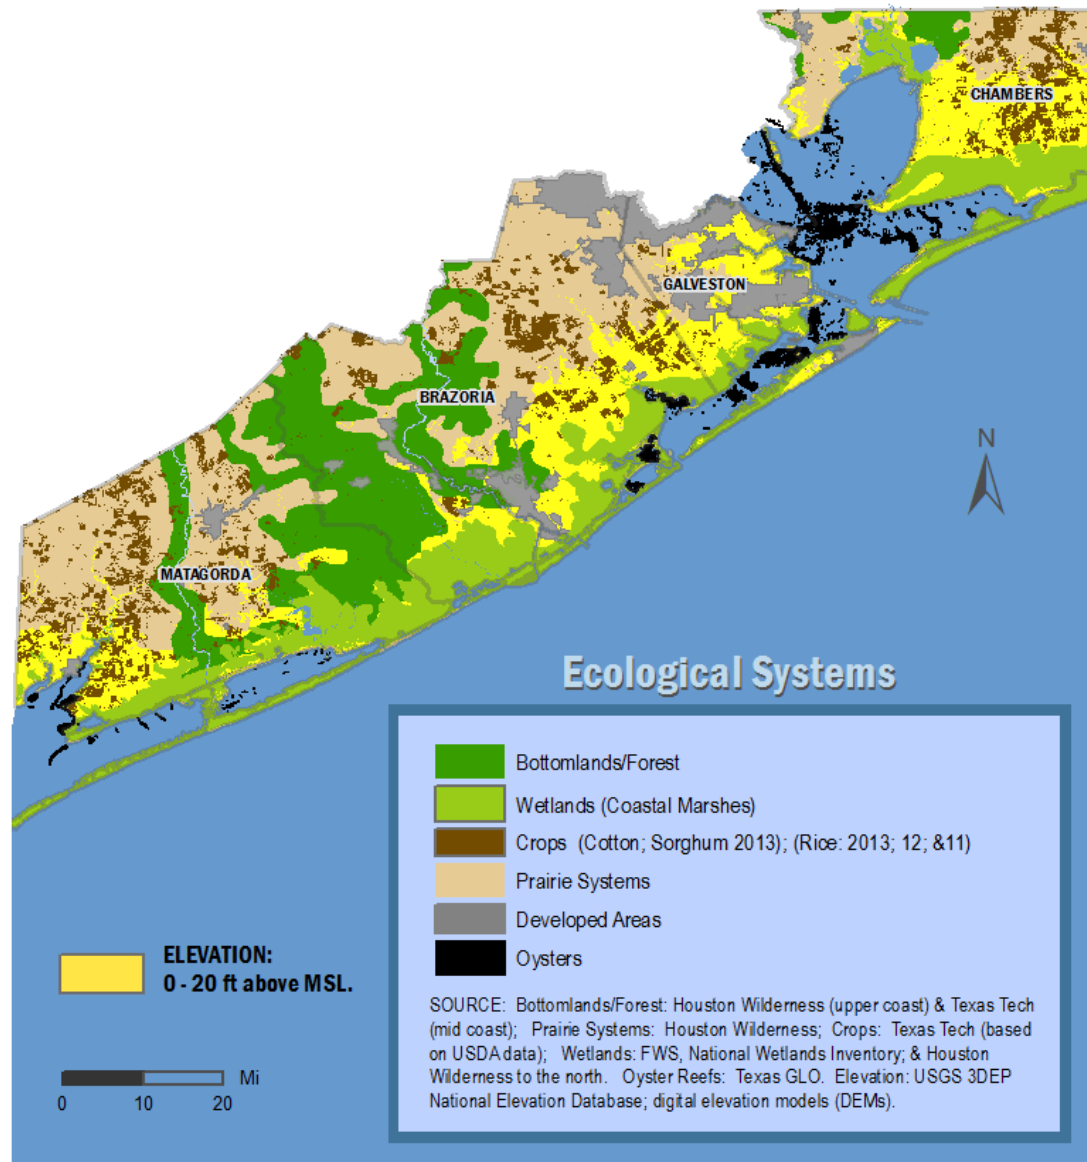 CHAMBERS
GALVESTON
BRAZORIA
N
MATAGORDA
Ecological Systems
Bottomlands/Forest
Wetlands (Coastal Marshes)
Crops (Cotton; Sorghum 2013); (Rice: 2013; 12; &11)
Prairie Systems
Developed Areas
Oysters
ELEVATION:
0 - 20 ft above MSL.
SOURCE: Bottomlands/Forest: Houston Wilderness (upper coast) & Texas Tech
(mid coast); Prairie Systems: Houston Wilderness; Crops: Texas Tech (based
on USDA data); Wetlands: FWS, National Wetlands Inventory; & Houston
Wilderness to the north. Oyster Reefs: Texas GLO. Elevation: USGS 3DEP
National Elevation Database; digital elevation models (DEMs).
Mi
0 10 20